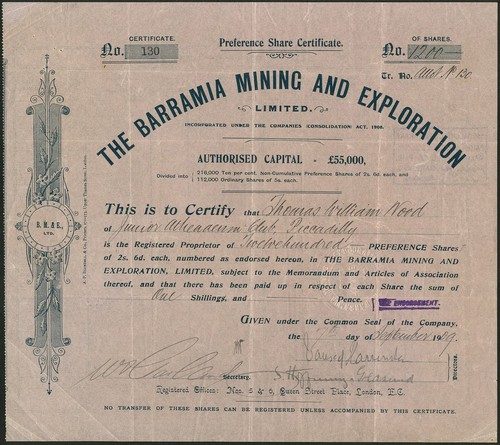 CERTIFICATE.
No. 130
Preference Share Certificate.
OF SHARES.
No. 1200
Tr. No. Allot. No 130
THE BARRAMIA MINING AND EXPLORATION
LIMITED.
INCORPORATED UNDER THE COMPANIES (CONSOLIDATION) ACT, 1908.
AUTHORISED CAPITAL - £55,000,
Divided into
216,000 Ten per cent. Non-Cumulative Preference Shares of 2s. 6d. each, and
112,000 Ordinary Shares of 5s. each.
This is to Certify that Thomas William Wood
of Junior Athenaeum Club, Piccadilly
is the Registered Proprietor of Twelve hundred PREFERENCE Shares
of 2s. 6d. each, numbered as endorsed hereon, in THE BARRAMIA MINING AND
EXPLORATION, LIMITED, subject to the Memorandum and Articles of Association
thereof, and that there has been paid up in respect of each Share the sum of
One Shillings, and Pence. ENDORSEMENT.
GIVEN under the Common Seal of the Company,
the day of September 1909.
B. M. & E.,
LTD.
Secretary.
Directors.
Registered Offices: Nos. 5 & 6, Queen Street Place, London, E.C.
NO TRANSFER OF THESE SHARES CAN BE REGISTERED UNLESS ACCOMPANIED BY THIS CERTIFICATE.